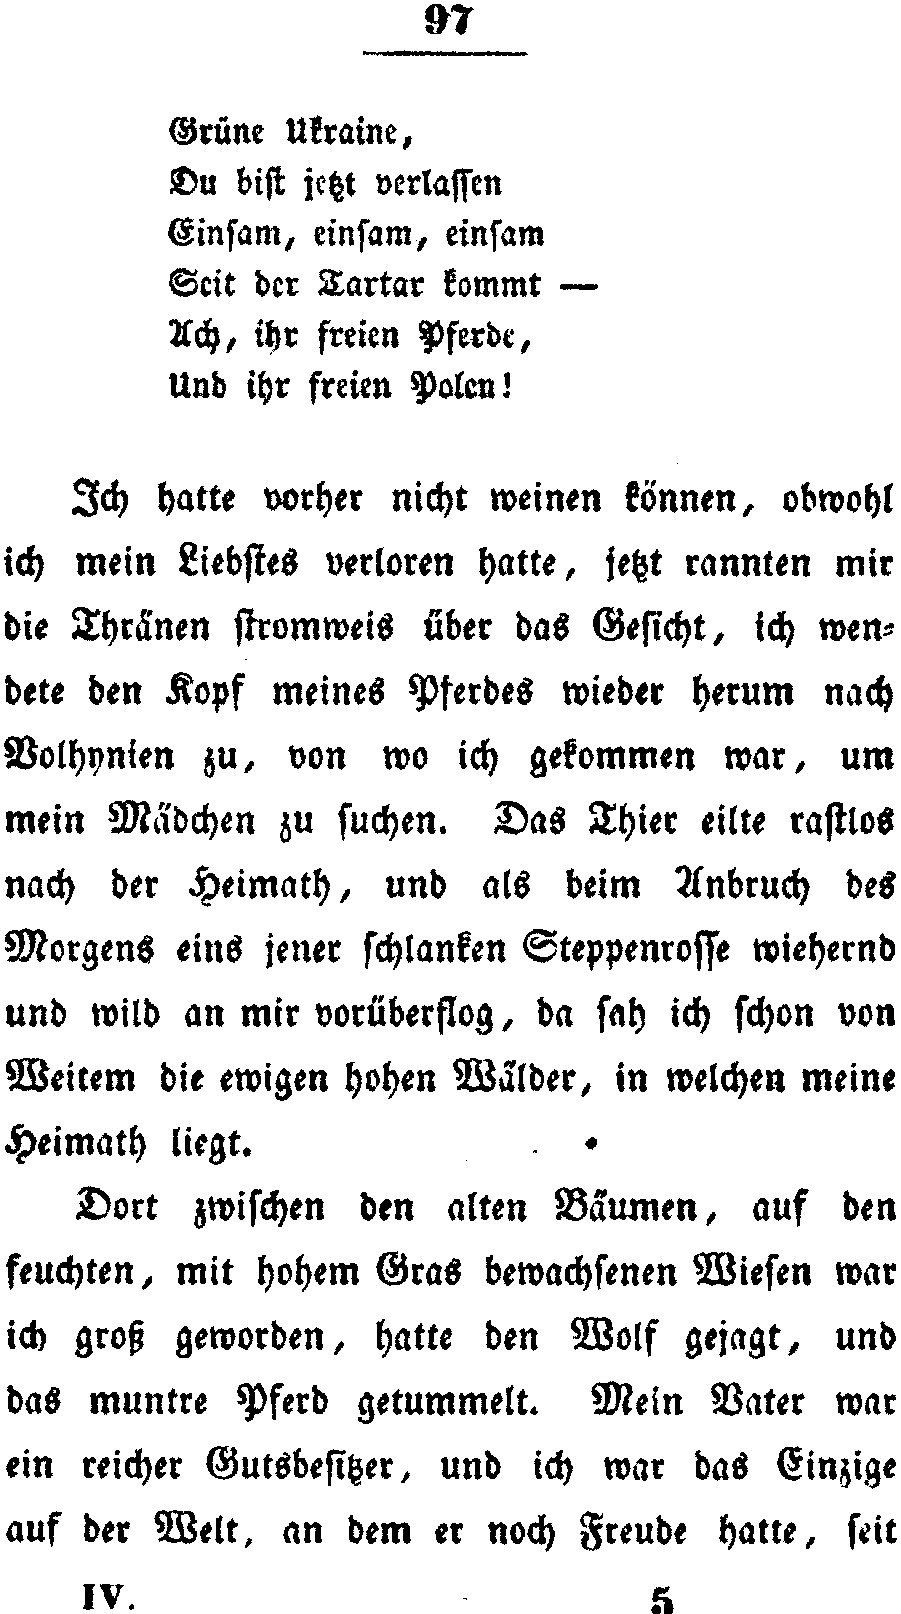 97
Grüne Ukraine,
Du bist jetzt verlassen
Einsam, einsam, einsam
Seit der Tartar kommt —
Ach, ihr freien Pferde,
Und ihr freien Polen!
Ich hatte vorher nicht weinen können, obwohl
ich mein Liebstes verloren hatte, jetzt rannten mir
die Thränen stromweis über das Gesicht, ich wen-
dete den Kopf meines Pferdes wieder herum nach
Volhynien zu, von wo ich gekommen war, um
mein Mädchen zu suchen. Das Thier eilte rastlos
nach der Heimath, und als beim Anbruch des
Morgens eins jener schlanken Steppenrosse wiehernd
und wild an mir vorüberflog, da sah ich schon von
Weitem die ewigen hohen Wälder, in welchen meine
Heimath liegt.
Dort zwischen den alten Bäumen, auf den
feuchten, mit hohem Gras bewachsenen Wiesen war
ich groß geworden, hatte den Wolf gejagt, und
das muntre Pferd getummelt. Mein Vater war
ein reicher Gutsbesitzer, und ich war das Einzige
auf der Welt, an dem er noch Freude hatte, seit
IV. 5